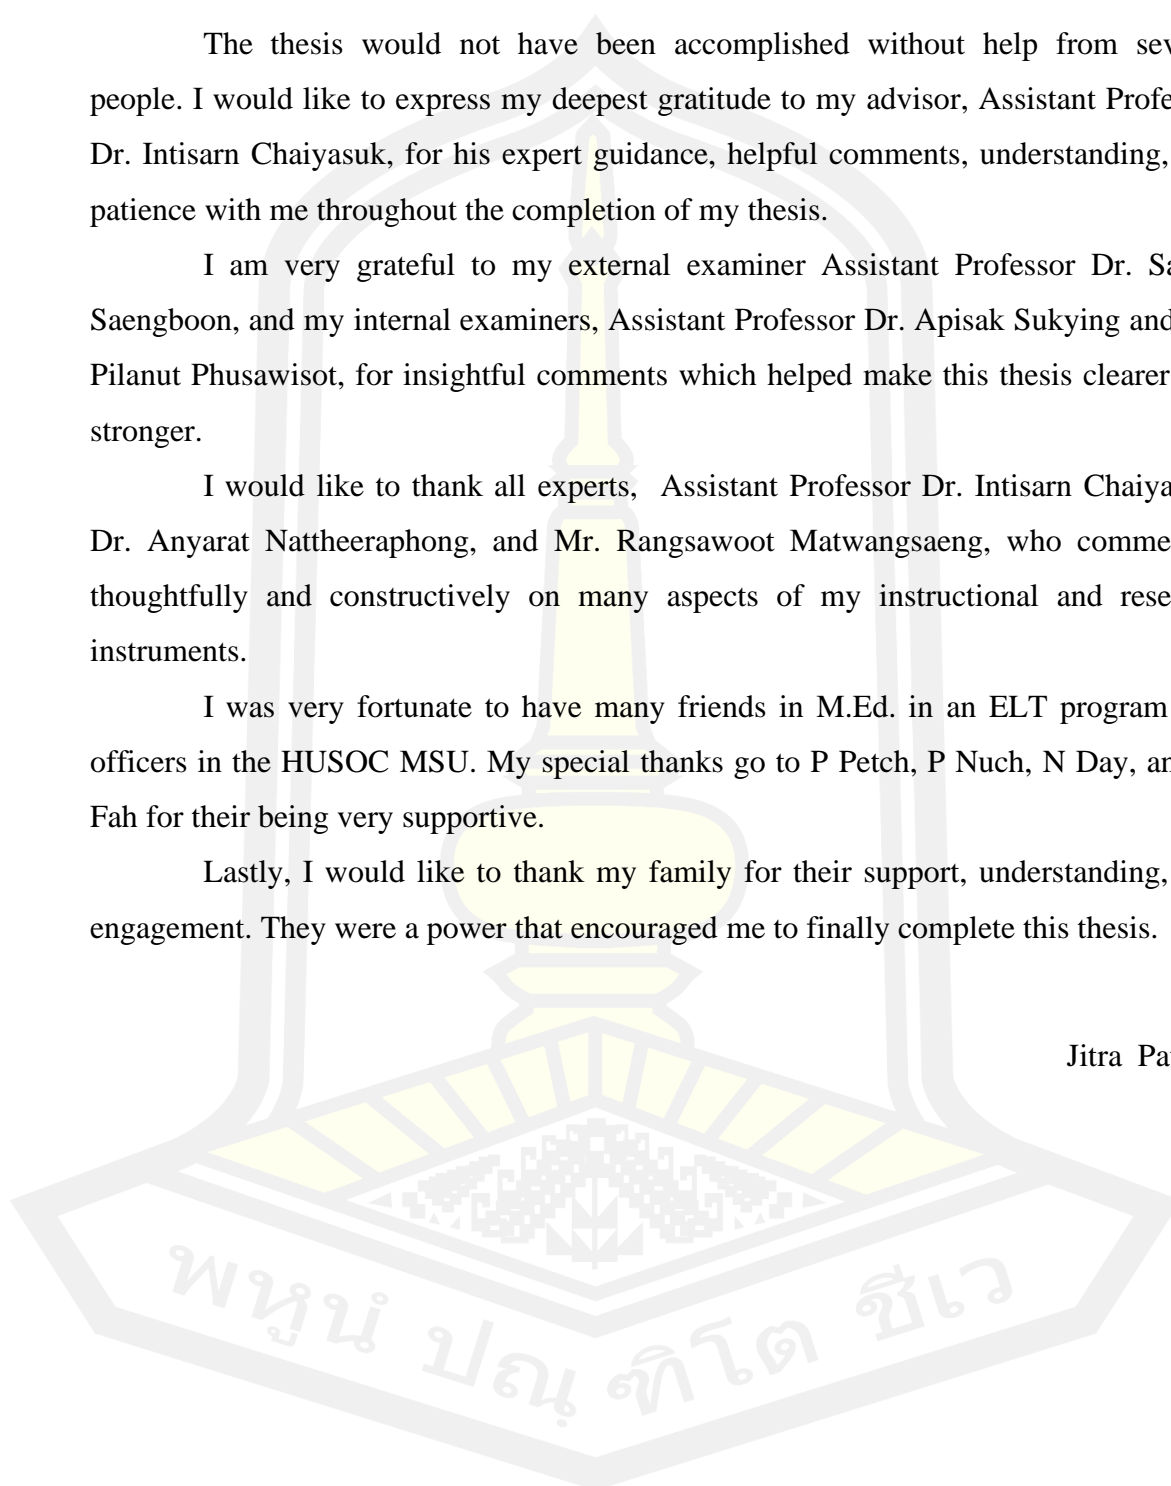 The thesis would not have been accomplished without help from
people. I would like to express my deepest gratitude to my advisor, Assistant
Dr. Intisarn Chaiyasuk, for his expert guidance, helpful comments, understanding,
patience with me throughout the completion of my thesis.
I am very grateful to my external examiner Assistant Professor Dr.
Saengboon, and my internal examiners, Assistant Professor Dr. Apisak Sukying and
Pilanut Phusawisot, for insightful comments which helped make this thesis clearer
stronger.
I would like to thank all experts, Assistant Professor Dr. Intisarn
Dr. Anyarat Nattheeraphong, and Mr. Rangsawoot Matwangsaeng, who
thoughtfully and constructively on many aspects of my instructional and
instruments.
I was very fortunate to have many friends in M.Ed. in an ELT program
officers in the HUSOC MSU. My special thanks go to P Petch, P Nuch, N Day,
Fah for their being very supportive.
Lastly, I would like to thank my family for their support, understanding,
engagement. They were a power that encouraged me to finally complete this thesis.
Jitra
พหูนํ ปณฺฑิโต ชีเว